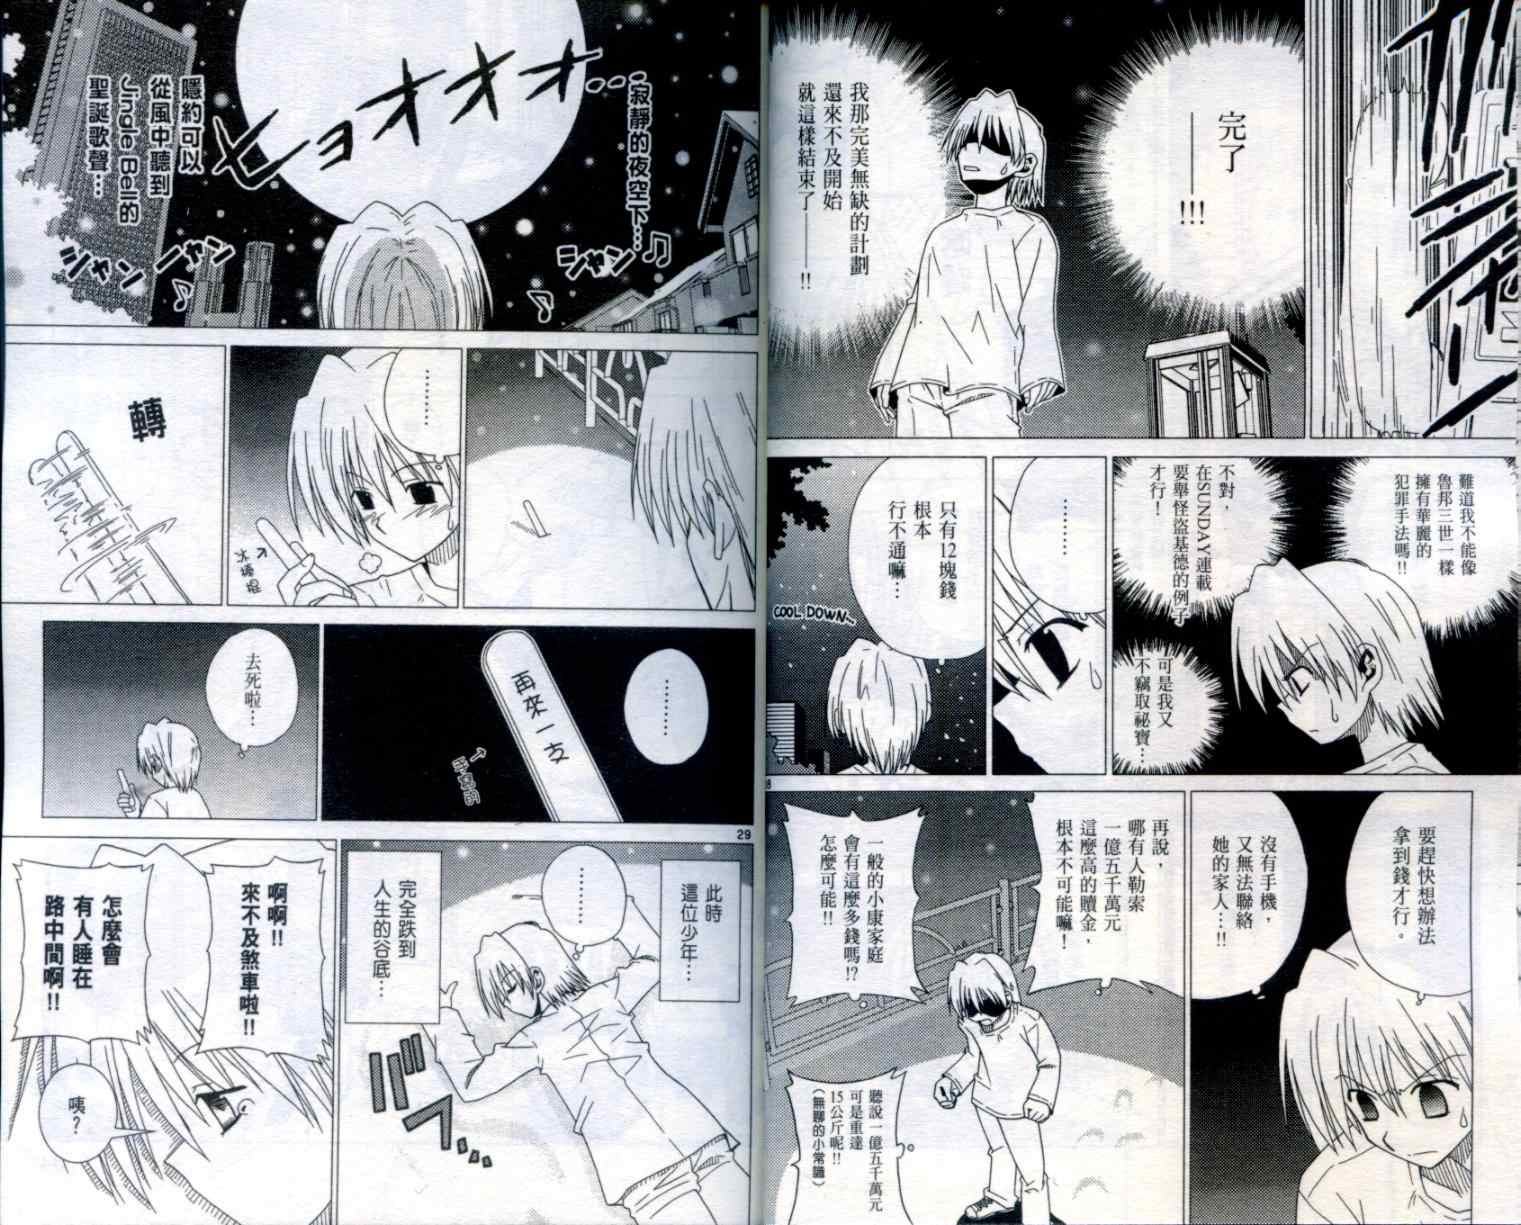 完了
———!!!
我那完美無缺的計劃
還來不及開始
就這樣結束了———!!
難道我不能像
魯邦三世一樣
擁有華麗的
犯罪手法嗎!!
不對，
在SUNDAY連載
要舉怪盜基德的例子
才行！
可是我又
不竊取祕寶…
………
只有12塊錢
根本
行不通嘛…
COOL DOWN~
要趕快想辦法
拿到錢才行。
沒有手機，
又無法聯絡
她的家人…!!
再說，
哪有人勒索
一億五千萬元
這麼高的贖金，
根本不可能嘛！
一般的小康家庭
會有這麼多錢嗎!?
怎麼可能!!
聽說一億五千萬元
可是重達
15公斤呢!!
（無聊的小常識）
寂靜的夜空下…
ヒョオオオ…
隱約可以
從風中聽到
Jingle Bell的
聖誕歌聲…
シャン♫
シャン シャン
♪
♪
………
冰棒棍
轉
………
再來一支
手寫的
去死啦…
29
此時
這位少年…
………
完全跌到
人生的谷底…
バタ…
啊啊!!
來不及煞車啦!!
怎麼會
有人睡在
路中間啊!!
咦？